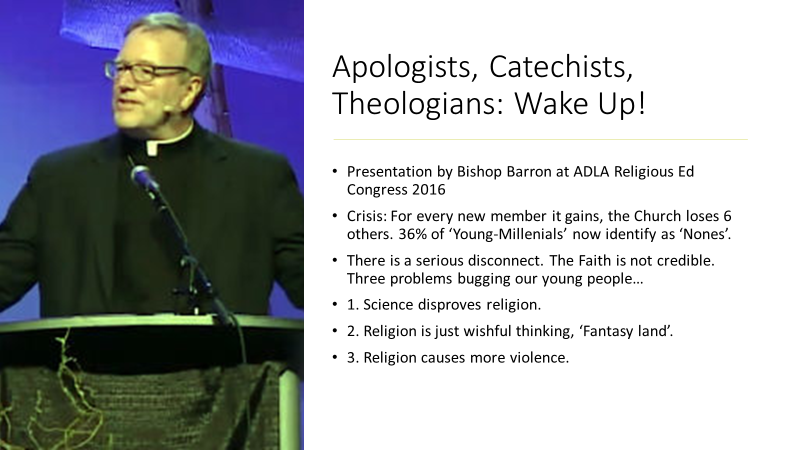 Apologists, Catechists,
Theologians: Wake Up!
• Presentation by Bishop Barron at ADLA Religious Ed
Congress 2016
• Crisis: For every new member it gains, the Church loses 6
others. 36% of ‘Young-Millenials’ now identify as ‘Nones’.
• There is a serious disconnect. The Faith is not credible.
Three problems bugging our young people…
• 1. Science disproves religion.
• 2. Religion is just wishful thinking, ‘Fantasy land’.
• 3. Religion causes more violence.